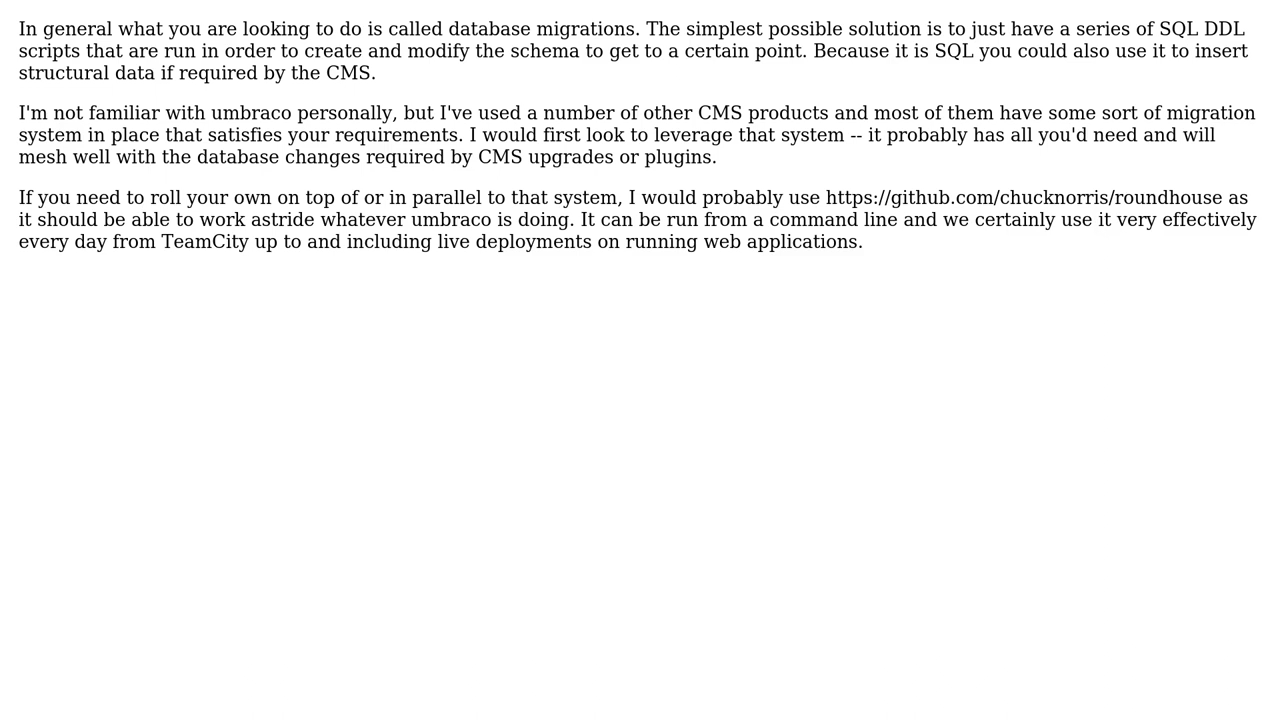 In general what you are looking to do is called database migrations. The simplest possible solution is to just have a series of SQL DDL
scripts that are run in order to create and modify the schema to get to a certain point. Because it is SQL you could also use it to insert
structural data if required by the CMS.
I'm not familiar with umbraco personally, but I've used a number of other CMS products and most of them have some sort of migration
system in place that satisfies your requirements. I would first look to leverage that system -- it probably has all you'd need and will
mesh well with the database changes required by CMS upgrades or plugins.
If you need to roll your own on top of or in parallel to that system, I would probably use https://github.com/chucknorris/roundhouse as
it should be able to work astride whatever umbraco is doing. It can be run from a command line and we certainly use it very effectively
every day from TeamCity up to and including live deployments on running web applications.